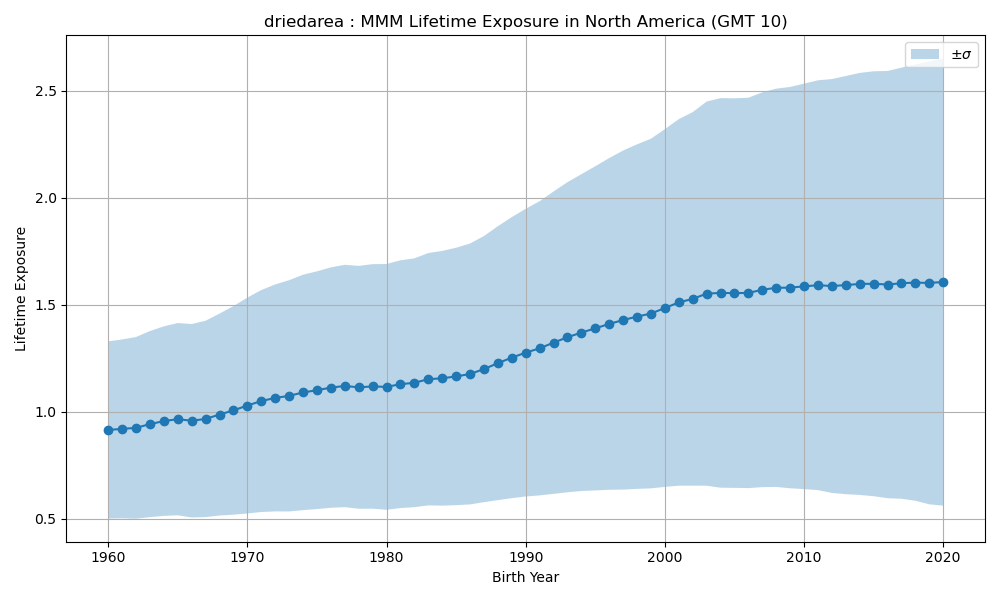 driedarea : MMM Lifetime Exposure in North America (GMT 10)
±σ
2.5
2.0
1.5
1.0
0.5
Lifetime Exposure
1960 1970 1980 1990 2000 2010 2020
Birth Year